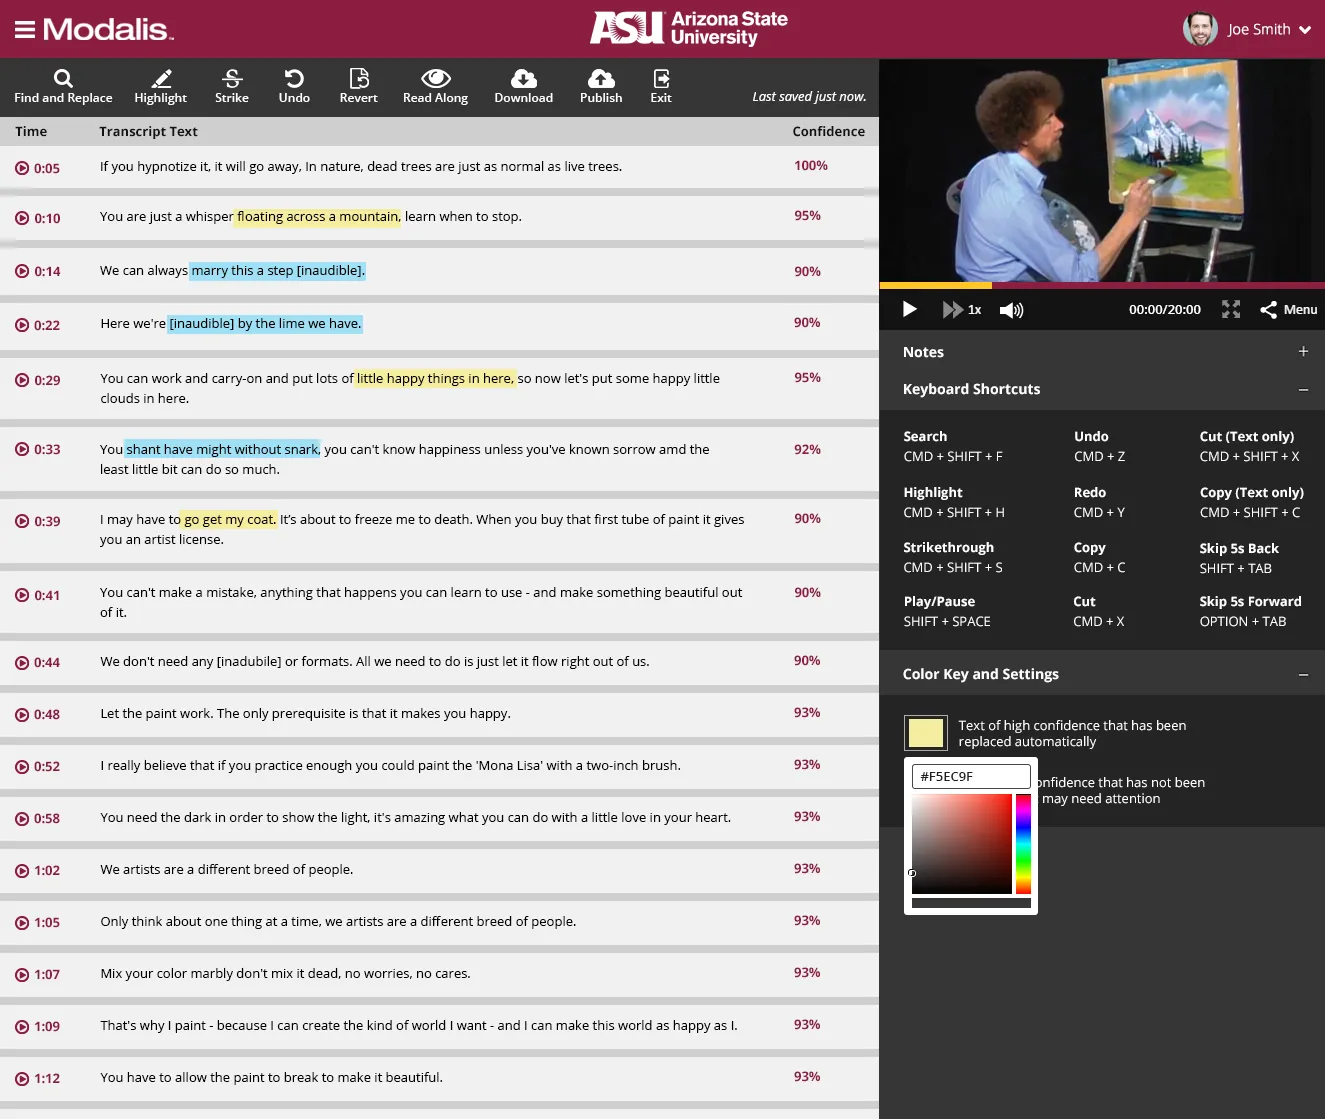 Modalis™
ASU Arizona State
University
Joe Smith
Find and Replace
Highlight
Strike
Undo
Revert
Read Along
Download
Publish
Exit
Last saved just now.
Time Transcript Text Confidence
0:05 If you hypnotize it, it will go away, In nature, dead trees are just as normal as live trees. 100%
0:10 You are just a whisper floating across a mountain, learn when to stop. 95%
0:14 We can always marry this a step [inaudible]. 90%
0:22 Here we're [inaudible] by the lime we have. 90%
0:29 You can work and carry-on and put lots of little happy things in here, so now let's put some happy little 95%
clouds in here.
0:33 You shant have might without snark, you can't know happiness unless you've known sorrow amd the 92%
least little bit can do so much.
0:39 I may have to go get my coat. It's about to freeze me to death. When you buy that first tube of paint it gives 90%
you an artist license.
0:41 You can't make a mistake, anything that happens you can learn to use - and make something beautiful out 90%
of it.
0:44 We don't need any [inadubile] or formats. All we need to do is just let it flow right out of us. 90%
0:48 Let the paint work. The only prerequisite is that it makes you happy. 93%
0:52 I really believe that if you practice enough you could paint the 'Mona Lisa' with a two-inch brush. 93%
0:58 You need the dark in order to show the light, it's amazing what you can do with a little love in your heart. 93%
1:02 We artists are a different breed of people. 93%
1:05 Only think about one thing at a time, we artists are a different breed of people. 93%
1:07 Mix your color marbly don't mix it dead, no worries, no cares. 93%
1:09 That's why I paint - because I can create the kind of world I want - and I can make this world as happy as I. 93%
1:12 You have to allow the paint to break to make it beautiful. 93%
1x 00:00/20:00 Menu
Notes +
Keyboard Shortcuts –
Search Undo Cut (Text only)
CMD + SHIFT + F CMD + Z CMD + SHIFT + X
Highlight Redo Copy (Text only)
CMD + SHIFT + H CMD + Y CMD + SHIFT + C
Strikethrough Copy Skip 5s Back
CMD + SHIFT + S CMD + C SHIFT + TAB
Play/Pause Cut Skip 5s Forward
SHIFT + SPACE CMD + X OPTION + TAB
Color Key and Settings –
Text of high confidence that has been
replaced automatically
#F5EC9F
onfidence that has not been
may need attention